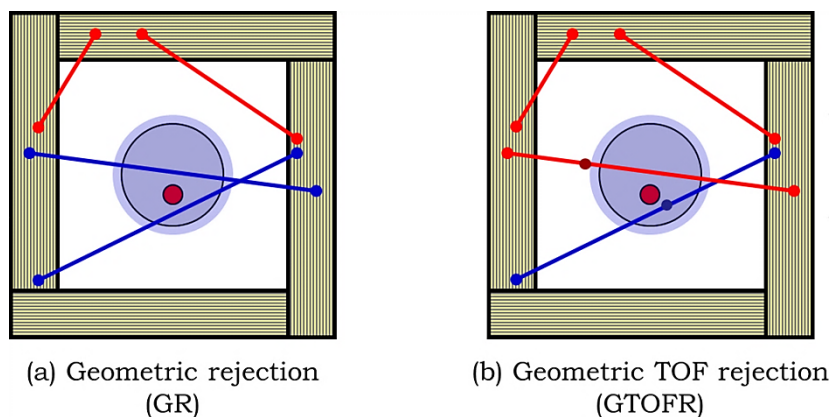 (a) Geometric rejection
(GR)
(b) Geometric TOF rejection
(GTOFR)